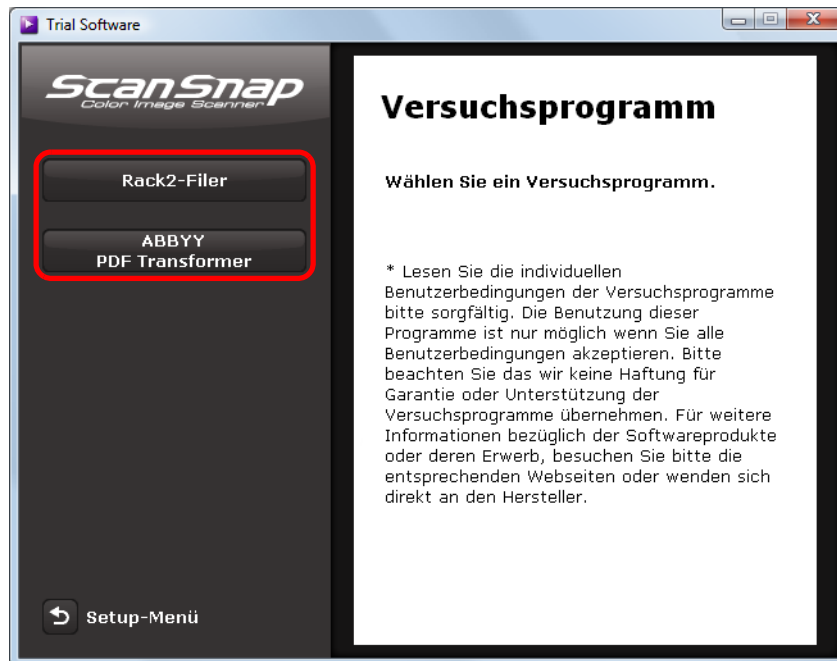 Trial Software
ScanSnap
Color Image Scanner
Rack2-Filer
ABBYY
PDF Transformer
Setup-Menü
Versuchsprogramm
Wählen Sie ein Versuchsprogramm.
* Lesen Sie die individuellen
Benutzerbedingungen der Versuchsprogramme
bitte sorgfältig. Die Benutzung dieser
Programme ist nur möglich wenn Sie alle
Benutzerbedingungen akzeptieren. Bitte
beachten Sie das wir keine Haftung für
Garantie oder Unterstützung der
Versuchsprogramme übernehmen. Für weitere
Informationen bezüglich der Softwareprodukte
oder deren Erwerb, besuchen Sie bitte die
entsprechenden Webseiten oder wenden sich
direkt an den Hersteller.